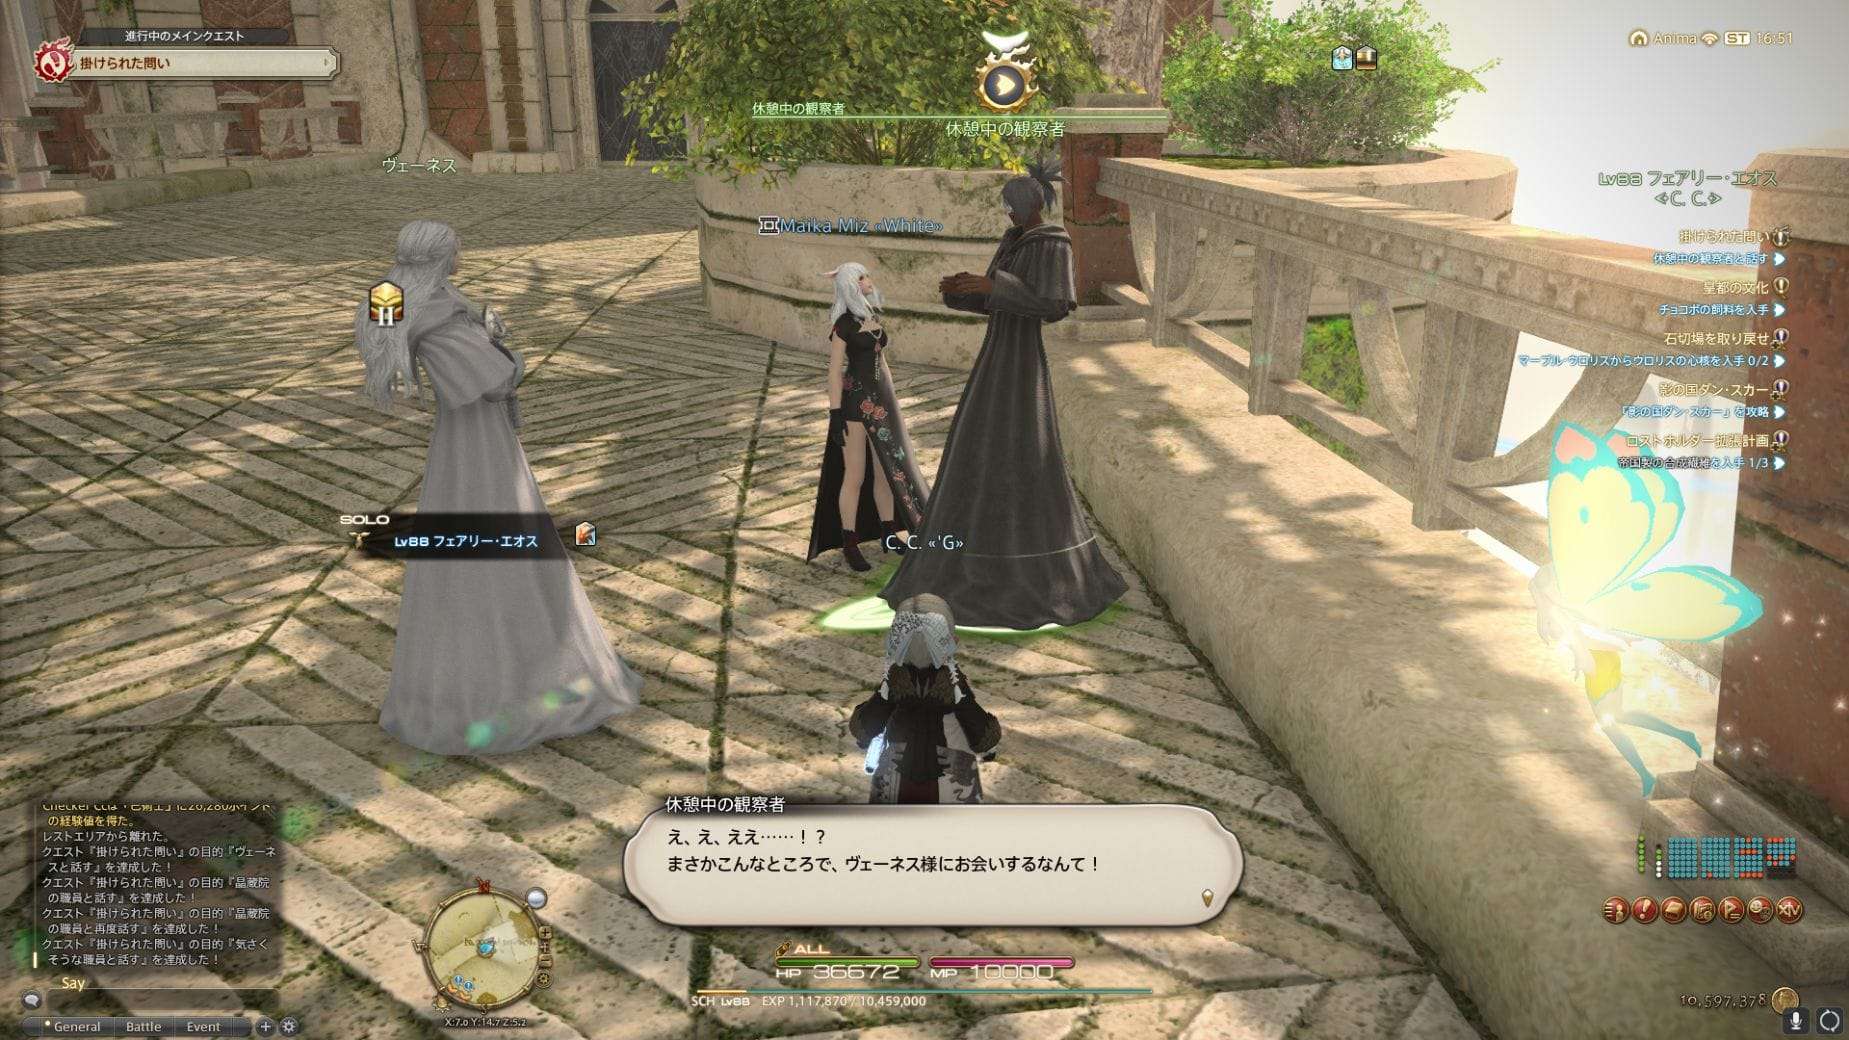 進行中のメインクエスト
掛けられた問い
Anima ST 16:51
休憩中の観察者
休憩中の観察者
ヴェーネス
Maika Miz «White»
Lv88 フェアリー・エオス
<C. C.>
掛けられた問い
休憩中の観察者と話す
皇都の文化
チョコボの飼料を入手
石切場を取り戻せ
マーブル・ウロリスからウロリスの心核を入手 0/2
影の国ダン・スカー
「影の国ダン・スカー」を攻略
ロストホルダー拡張計画
帝国製の合成繊維を入手 1/3
II
SOLO
Lv88 フェアリー・エオス
C. C. «'G»
休憩中の観察者
え、え、ええ……！？
まさかこんなところで、ヴェーネス様にお会いするなんて！
の経験値を得た。
レストエリアから離れた。
クエスト『掛けられた問い』の目的『ヴェーネ
スと話す』を達成した！
クエスト『掛けられた問い』の目的『晶蔵院
の職員と話す』を達成した！
クエスト『掛けられた問い』の目的『晶蔵院
の職員と再度話す』を達成した！
クエスト『掛けられた問い』の目的『気さく
そうな職員と話す』を達成した！
Say
General Battle Event
X:7.0 Y:14.7 Z:5.2
ALL
HP 36672 MP 10000
SCH Lv88 EXP 1,117,870/10,459,000
XIV
10,597,378